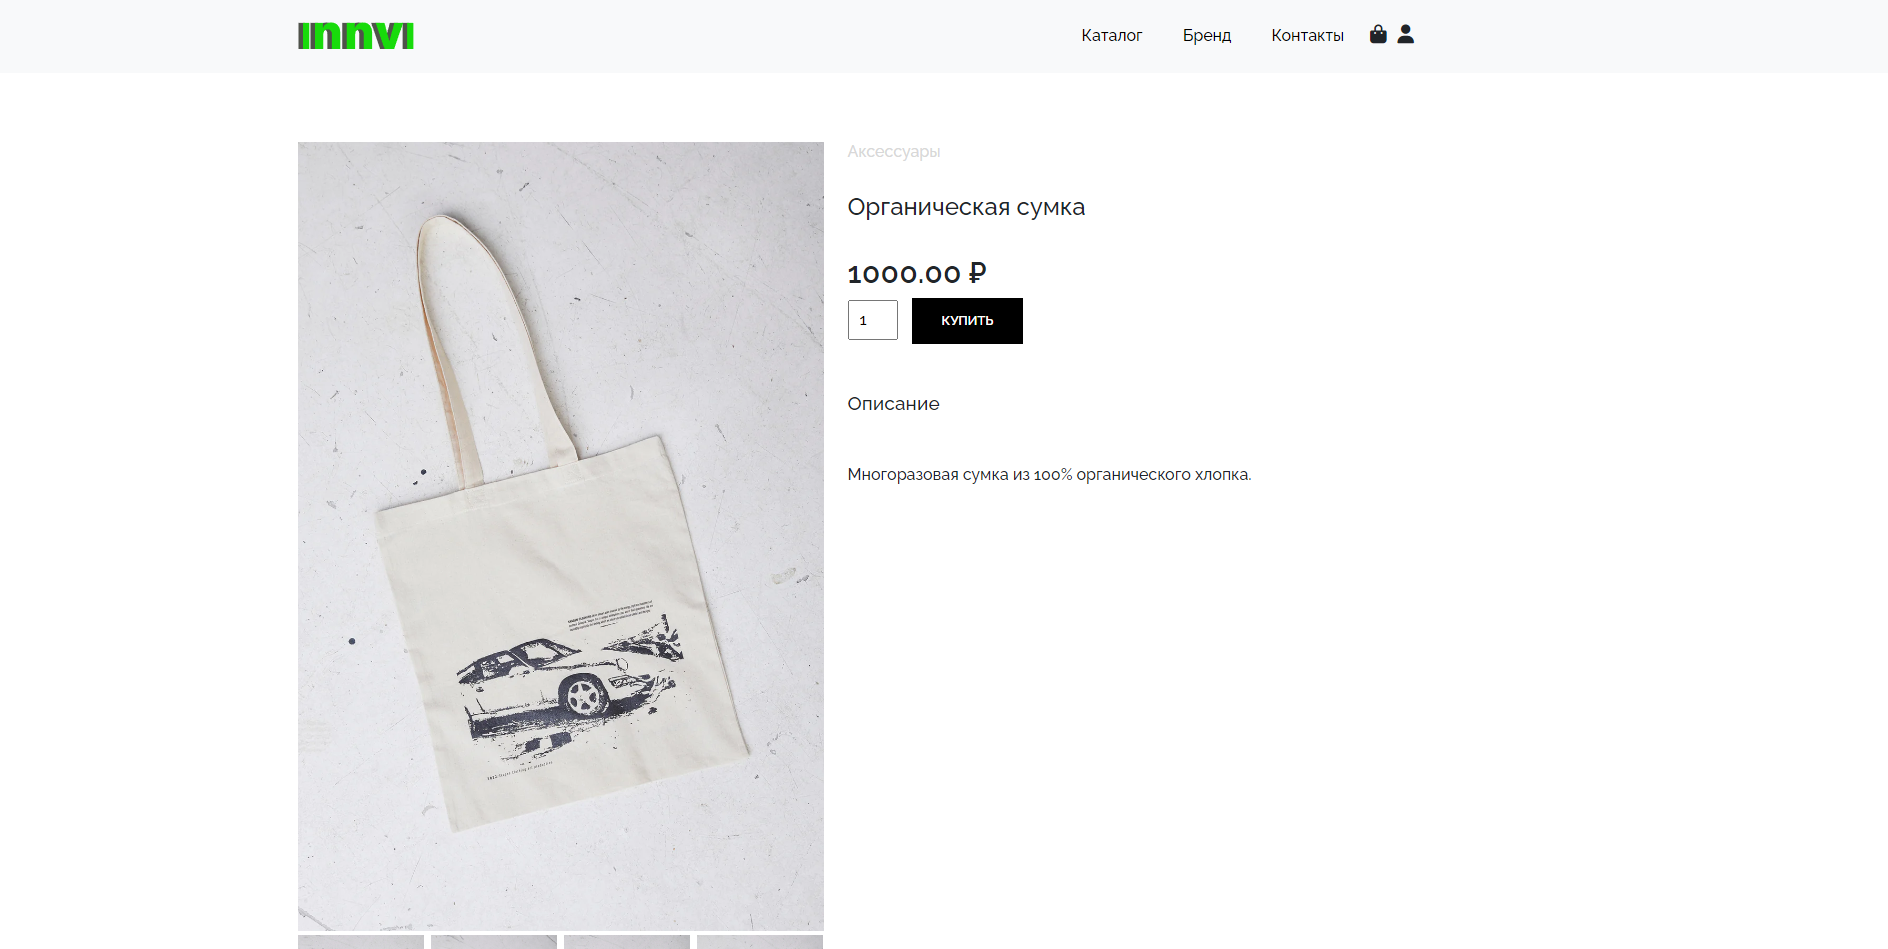 INNVI
Каталог Бренд Контакты
Аксессуары
Органическая сумка
1000.00 ₽
1 КУПИТЬ
Описание
Многоразовая сумка из 100% органического хлопка.